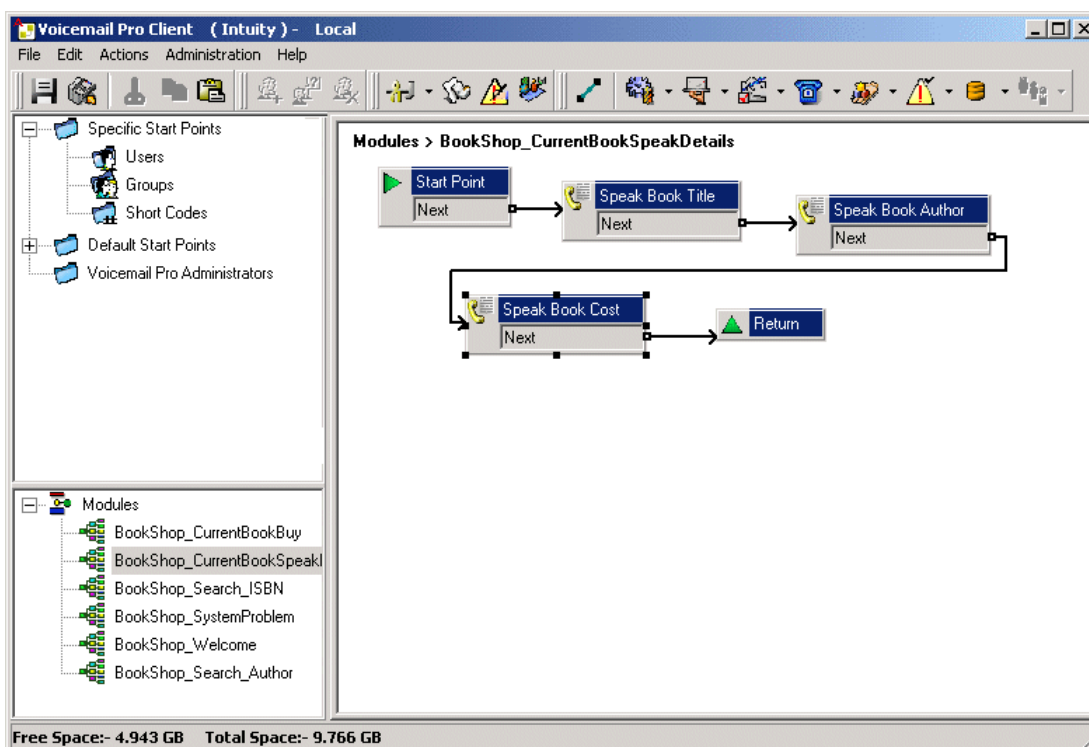 Voicemail Pro Client   ( Intuity ) -   Local
File Edit Actions Administration Help
Specific Start Points
Users
Groups
Short Codes
Default Start Points
Voicemail Pro Administrators
Modules > BookShop_CurrentBookSpeakDetails
Start Point
Next
Speak Book Title
Next
Speak Book Author
Next
Speak Book Cost
Next
Return
Modules
BookShop_CurrentBookBuy
BookShop_CurrentBookSpeakI
BookShop_Search_ISBN
BookShop_SystemProblem
BookShop_Welcome
BookShop_Search_Author
Free Space:- 4.943 GB   Total Space:- 9.766 GB